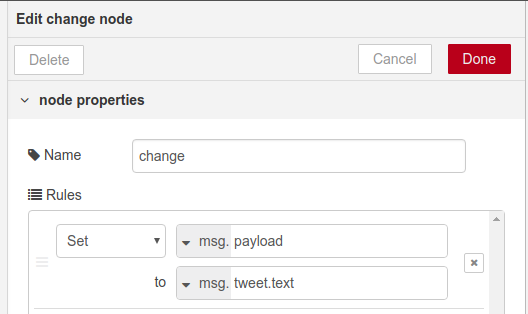 Edit change node
Delete Cancel Done
node properties
Name change
Rules
Set msg. payload
to msg. tweet.text